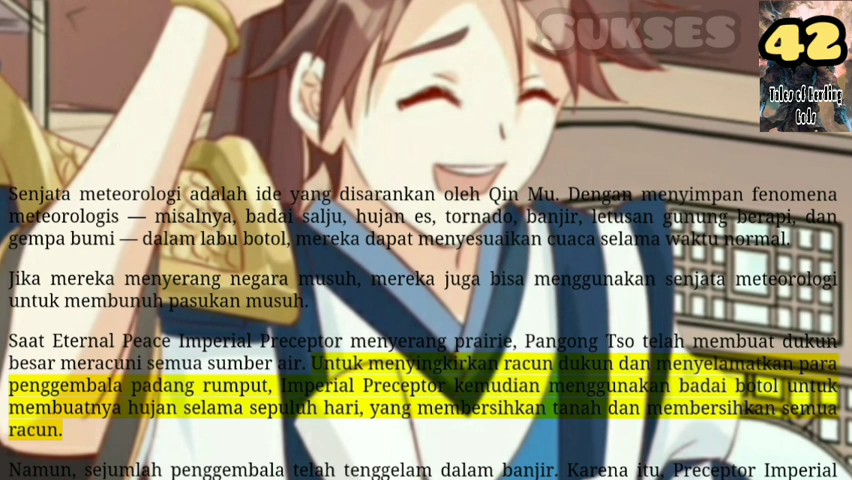 SUKSES
42
Tales of Herding
Gods
Senjata meteorologi adalah ide yang disarankan oleh Qin Mu. Dengan menyimpan fenomena
meteorologis — misalnya, badai salju, hujan es, tornado, banjir, letusan gunung berapi, dan
gempa bumi — dalam labu botol, mereka dapat menyesuaikan cuaca selama waktu normal.
Jika mereka menyerang negara musuh, mereka juga bisa menggunakan senjata meteorologi
untuk membunuh pasukan musuh.
Saat Eternal Peace Imperial Preceptor menyerang prairie, Pangong Tso telah membuat dukun
besar meracuni semua sumber air. Untuk menyingkirkan racun dukun dan menyelamatkan para
penggembala padang rumput, Imperial Preceptor kemudian menggunakan badai botol untuk
membuatnya hujan selama sepuluh hari, yang membersihkan tanah dan membersihkan semua
racun.
Namun, sejumlah penggembala telah tenggelam dalam banjir. Karena itu, Preceptor Imperial